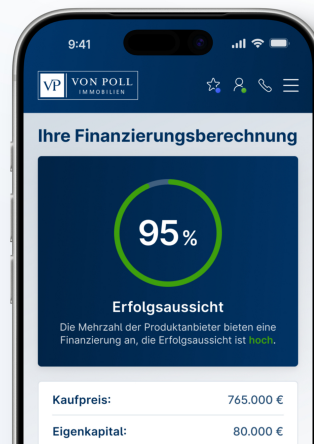 9:41
VP VON POLL
IMMOBILIEN
Ihre Finanzierungsberechnung
95 %
Erfolgsaussicht
Die Mehrzahl der Produktanbieter bieten eine
Finanzierung an, die Erfolgsaussicht ist hoch.
Kaufpreis: 765.000 €
Eigenkapital: 80.000 €